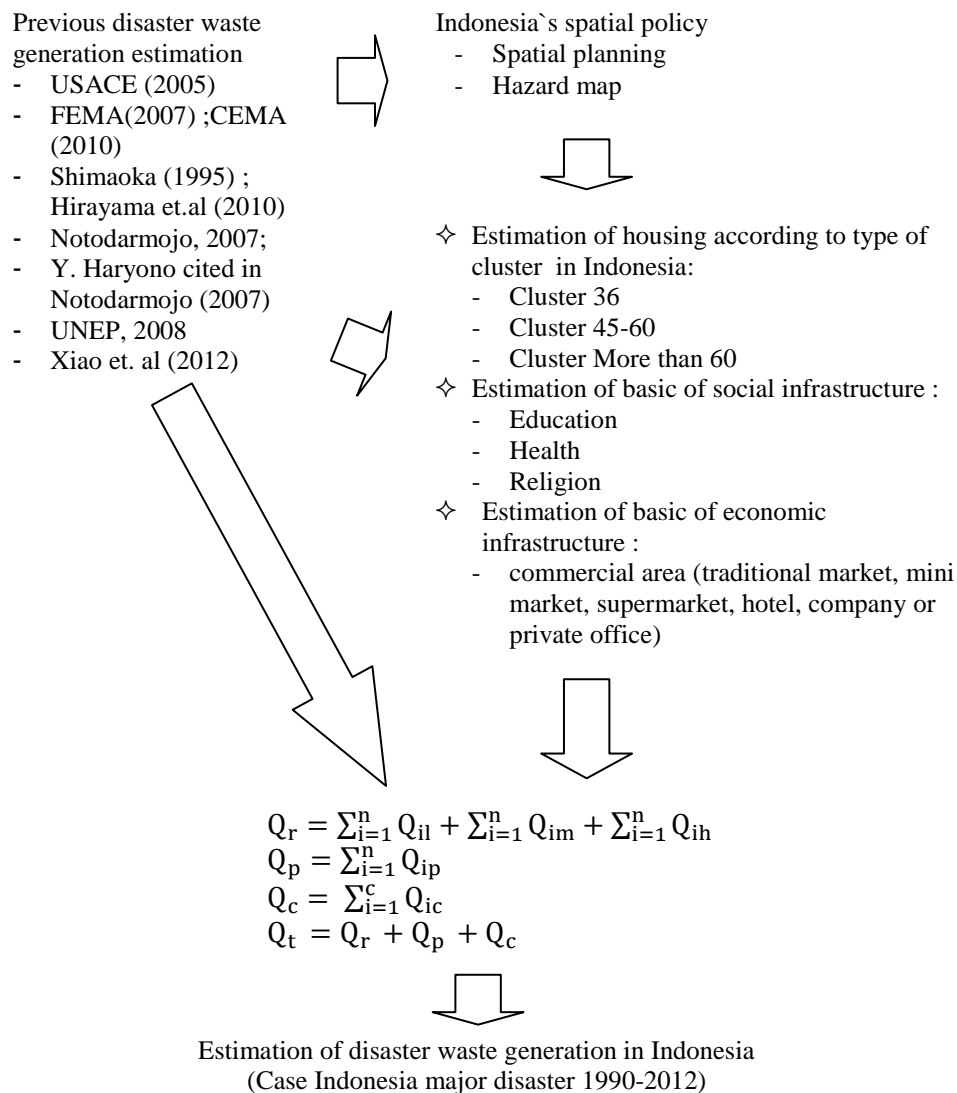 Previous disaster waste
generation estimation
- USACE (2005)
- FEMA(2007) ;CEMA
(2010)
- Shimaoka (1995) ;
Hirayama et.al (2010)
- Notodarmojo, 2007;
- Y. Haryono cited in
Notodarmojo (2007)
- UNEP, 2008
- Xiao et. al (2012)
Indonesia`s spatial policy
- Spatial planning
- Hazard map
✧ Estimation of housing according to type of
cluster in Indonesia:
- Cluster 36
- Cluster 45-60
- Cluster More than 60
✧ Estimation of basic of social infrastructure :
- Education
- Health
- Religion
✧ Estimation of basic of economic
infrastructure :
- commercial area (traditional market, mini
market, supermarket, hotel, company or
private office)
Q_r = ∑_{i=1}^{n} Q_{il} + ∑_{i=1}^{n} Q_{im} + ∑_{i=1}^{n} Q_{ih}
Q_p = ∑_{i=1}^{n} Q_{ip}
Q_c = ∑_{i=1}^{c} Q_{ic}
Q_t = Q_r + Q_p + Q_c
Estimation of disaster waste generation in Indonesia
(Case Indonesia major disaster 1990-2012)